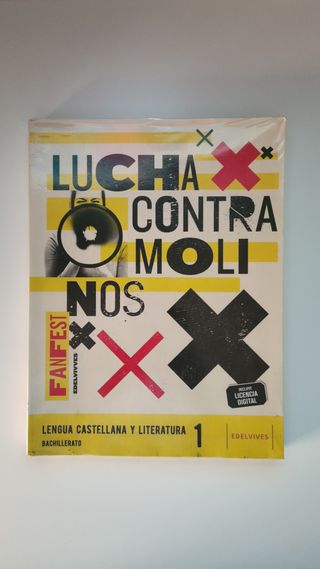 LUCHA
CONTRA
MOLI
NOS
FANFEST
EDELVIVES
INCLUYE
LICENCIA
DIGITAL
LENGUA CASTELLANA Y LITERATURA 1
BACHILLERATO
EDELVIVES